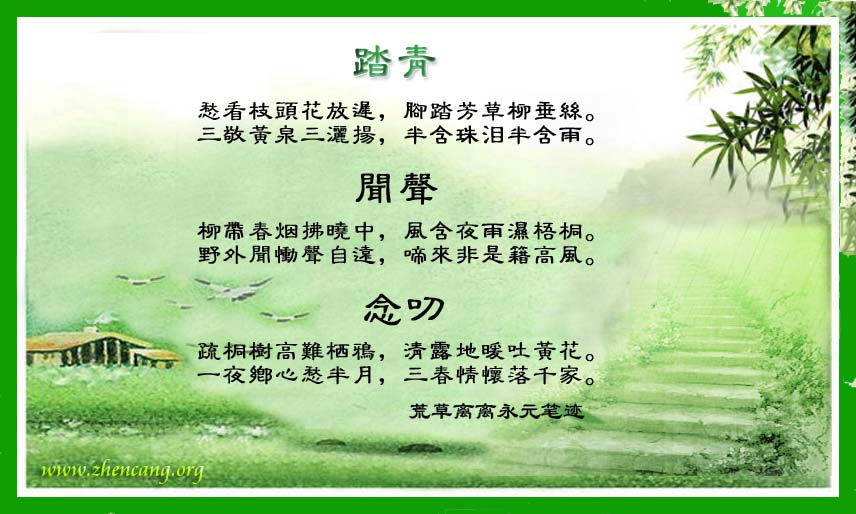 踏青
愁看枝頭花放遲，腳踏芳草柳垂絲。
三敬黃泉三灑揚，半含珠泪半含雨。
聞聲
柳帶春烟拂曉中，風含夜雨濕梧桐。
野外聞慟聲自遠，啼來非是籍高風。
念叨
疏桐樹高難栖鴉，清露地暖吐黃花。
一夜鄉心愁半月，三春情懷落千家。
荒草离离永元笔迹
www.zhencang.org